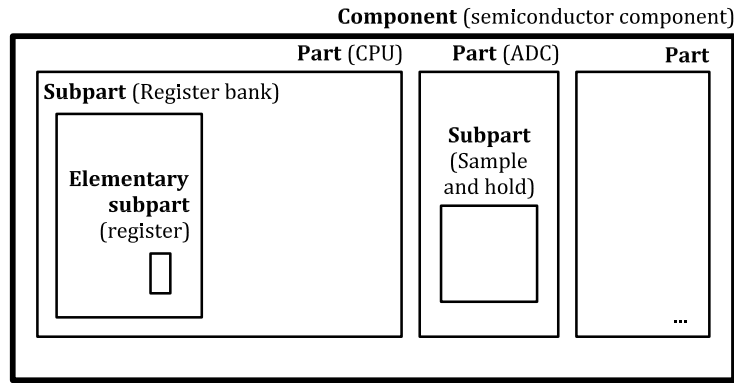 Component (semiconductor component)
Part (CPU)
Part (ADC)
Part
Subpart (Register bank)
Elementary
subpart
(register)
Subpart
(Sample
and hold)
...